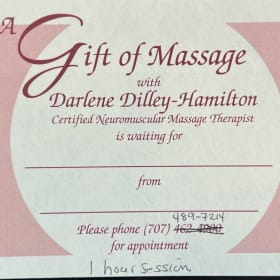 A
Gift of Massage
with
Darlene Dilley-Hamilton
Certified Neuromuscular Massage Therapist
is waiting for
from
489-7214
Please phone (707) 462-4900
for appointment
1 hour session